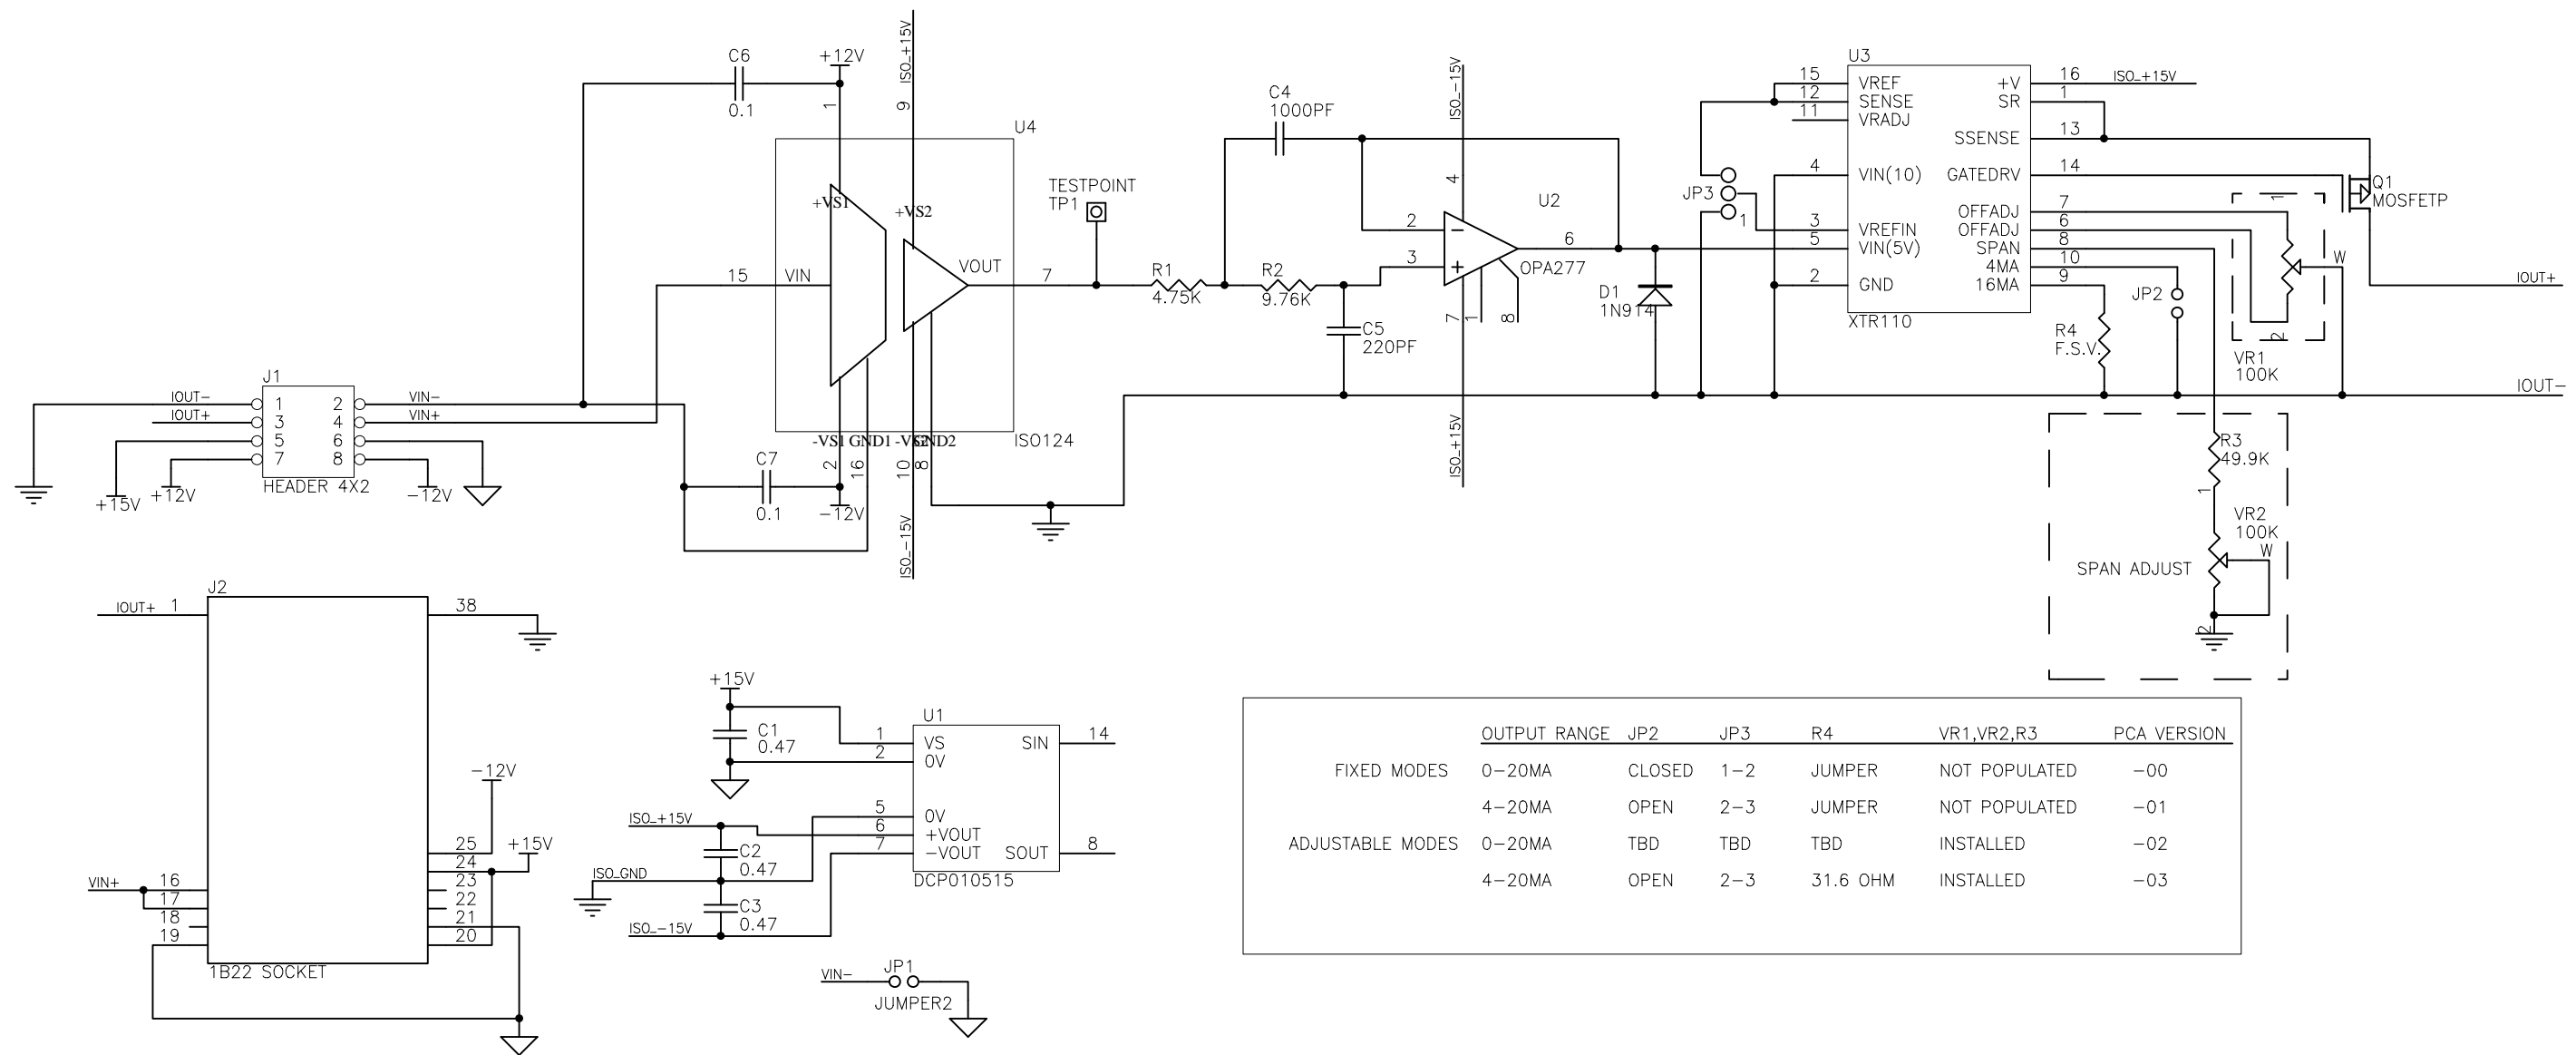 C6
0.1
+12V
ISO_+15V
1
9
U4
+VS1
+VS2
15
VIN
VOUT
7
-VS1
GND1
-VS2
GND2
ISO124
2
16
10
8
C7
0.1
-12V
ISO_-15V
TESTPOINT
TP1
R1
4.75K
R2
9.76K
C4
1000PF
C5
220PF
ISO_-15V
4
U2
2
3
6
OPA277
7
1
8
ISO_+15V
D1
1N914
JP3
1
U3
15 VREF
12 SENSE
11 VRADJ
4 VIN(10)
3 VREFIN
5 VIN(5V)
2 GND
XTR110
+V 16 ISO_+15V
SR 1
SSENSE 13
GATEDRV 14
OFFADJ 7
OFFADJ 6
SPAN 8
4MA 10
16MA 9
Q1
MOSFETP
1
W
2
VR1
100K
JP2
R4
F.S.V.
IOUT+
IOUT-
R3
49.9K
1
VR2
100K
W
SPAN ADJUST
2
J1
IOUT- 1 2 VIN-
IOUT+ 3 4 VIN+
5 6
7 8
HEADER 4X2
+15V
+12V
-12V
J2
IOUT+ 1
38
-12V
+15V
25
24
23
22
21
20
VIN+
16
17
18
19
1B22 SOCKET
+15V
C1
0.47
U1
1 VS
2 0V
5 0V
6 +VOUT
7 -VOUT
SIN 14
SOUT 8
DCP010515
ISO_+15V
C2
0.47
ISO_GND
C3
0.47
ISO_-15V
VIN-
JP1
JUMPER2
OUTPUT RANGE JP2 JP3 R4 VR1,VR2,R3 PCA VERSION
FIXED MODES 0-20MA CLOSED 1-2 JUMPER NOT POPULATED -00
4-20MA OPEN 2-3 JUMPER NOT POPULATED -01
ADJUSTABLE MODES 0-20MA TBD TBD TBD INSTALLED -02
4-20MA OPEN 2-3 31.6 OHM INSTALLED -03